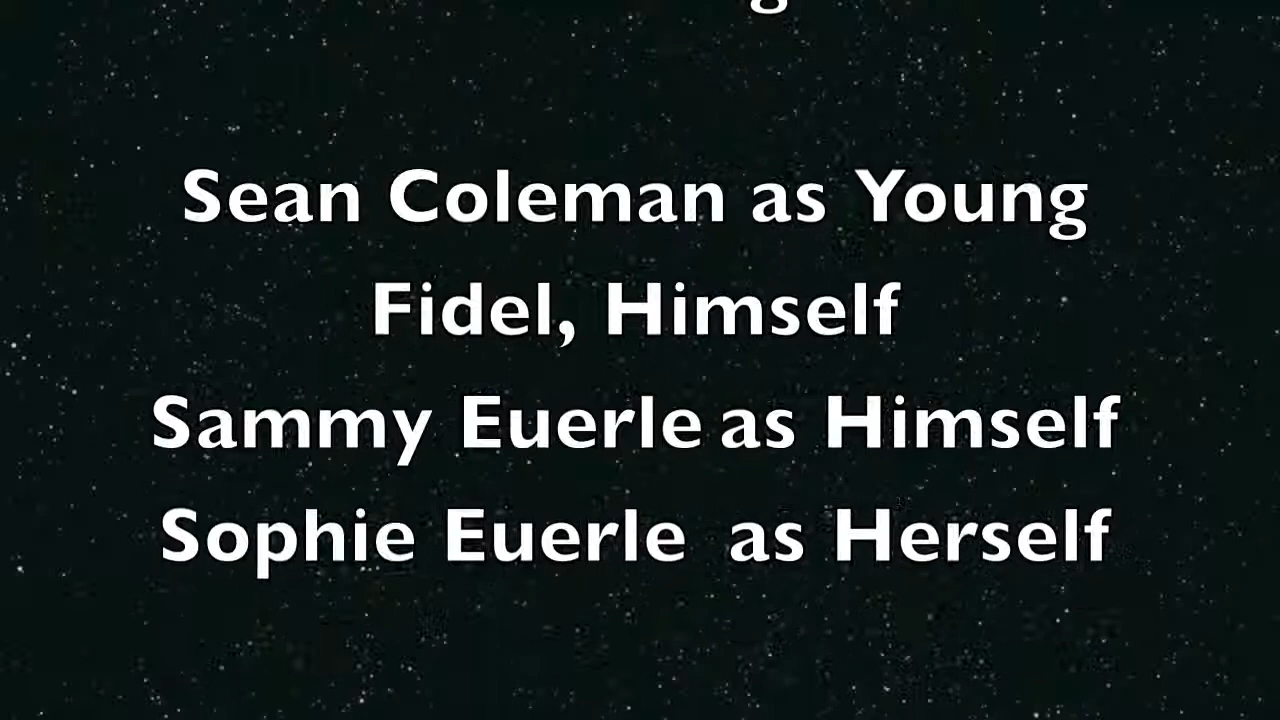 Sean Coleman as Young
Fidel, Himself
Sammy Euerle as Himself
Sophie Euerle as Herself